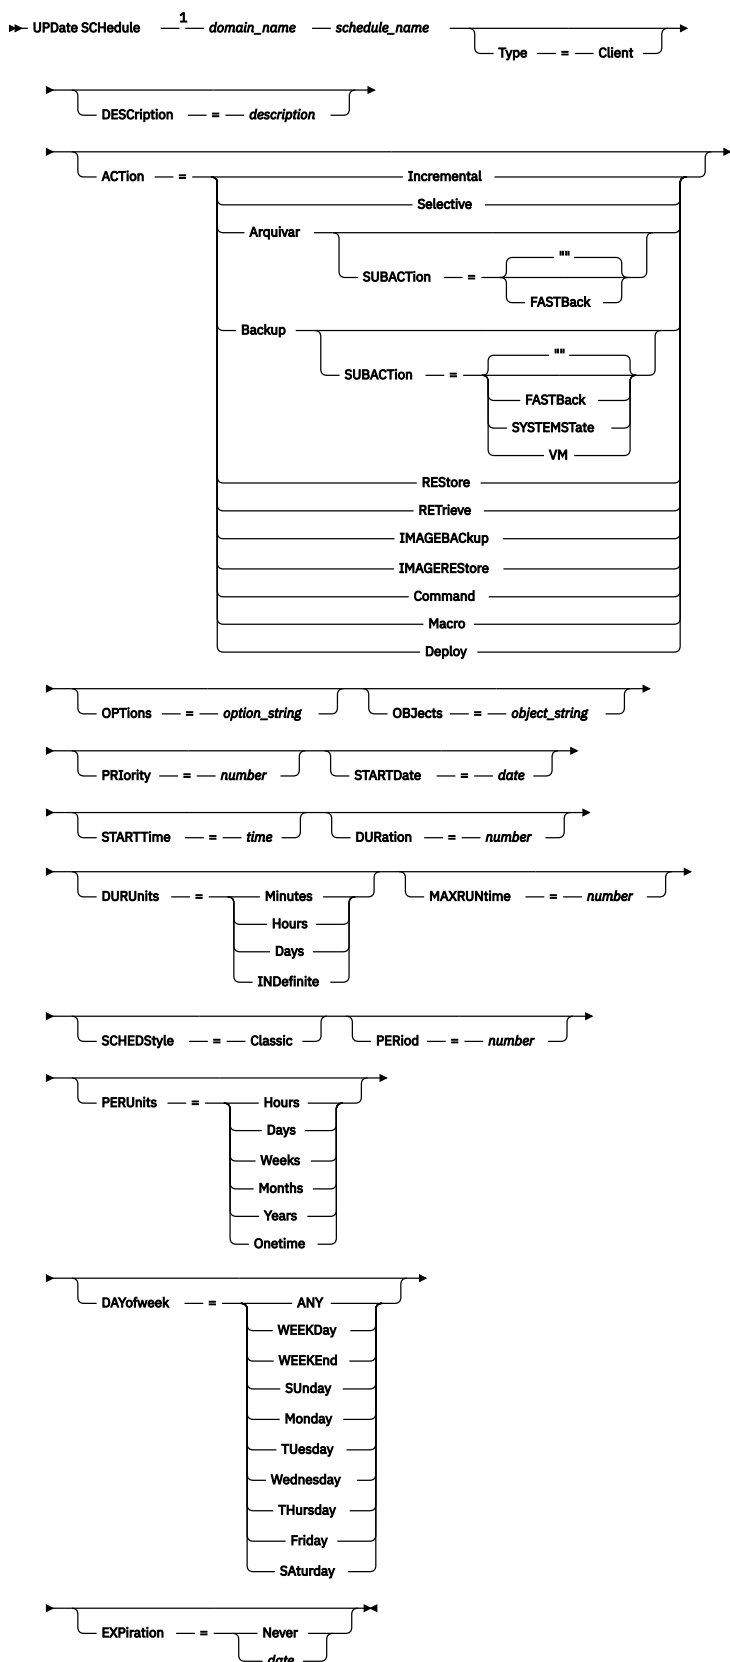 UPDate SCHedule 1 domain_name schedule_name
Type = Client
DESCription = description
ACTion = Incremental
Selective
Arquivar
""
SUBACTion =
FASTBack
Backup
""
SUBACTion =
FASTBack
SYSTEMSTate
VM
REStore
RETrieve
IMAGEBACkup
IMAGEREStore
Command
Macro
Deploy
OPTions = option_string OBJects = object_string
PRIority = number STARTDate = date
STARTTime = time DURation = number
DURUnits = Minutes MAXRUNtime = number
Hours
Days
INDefinite
SCHEDStyle = Classic PERiod = number
PERUnits = Hours
Days
Weeks
Months
Years
Onetime
DAYofweek = ANY
WEEKDay
WEEKEnd
SUnday
Monday
TUesday
Wednesday
THursday
Friday
SAturday
EXPiration = Never
date